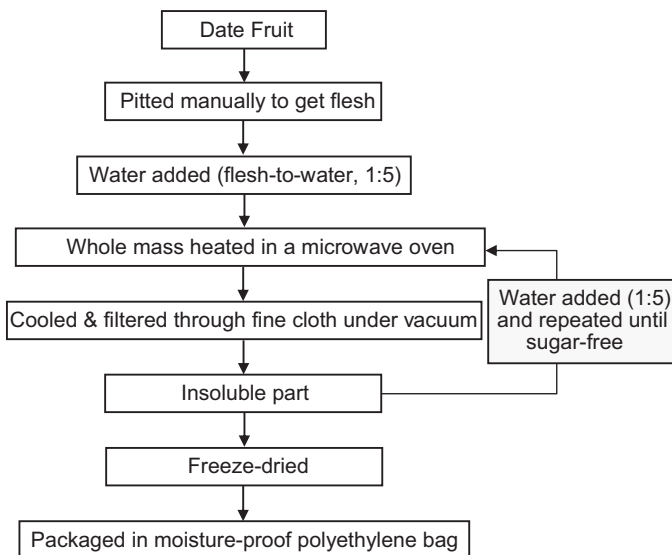 Date Fruit
Pitted manually to get flesh
Water added (flesh-to-water, 1:5)
Whole mass heated in a microwave oven
Cooled & filtered through fine cloth under vacuum
Water added (1:5)
and repeated until
sugar-free
Insoluble part
Freeze-dried
Packaged in moisture-proof polyethylene bag